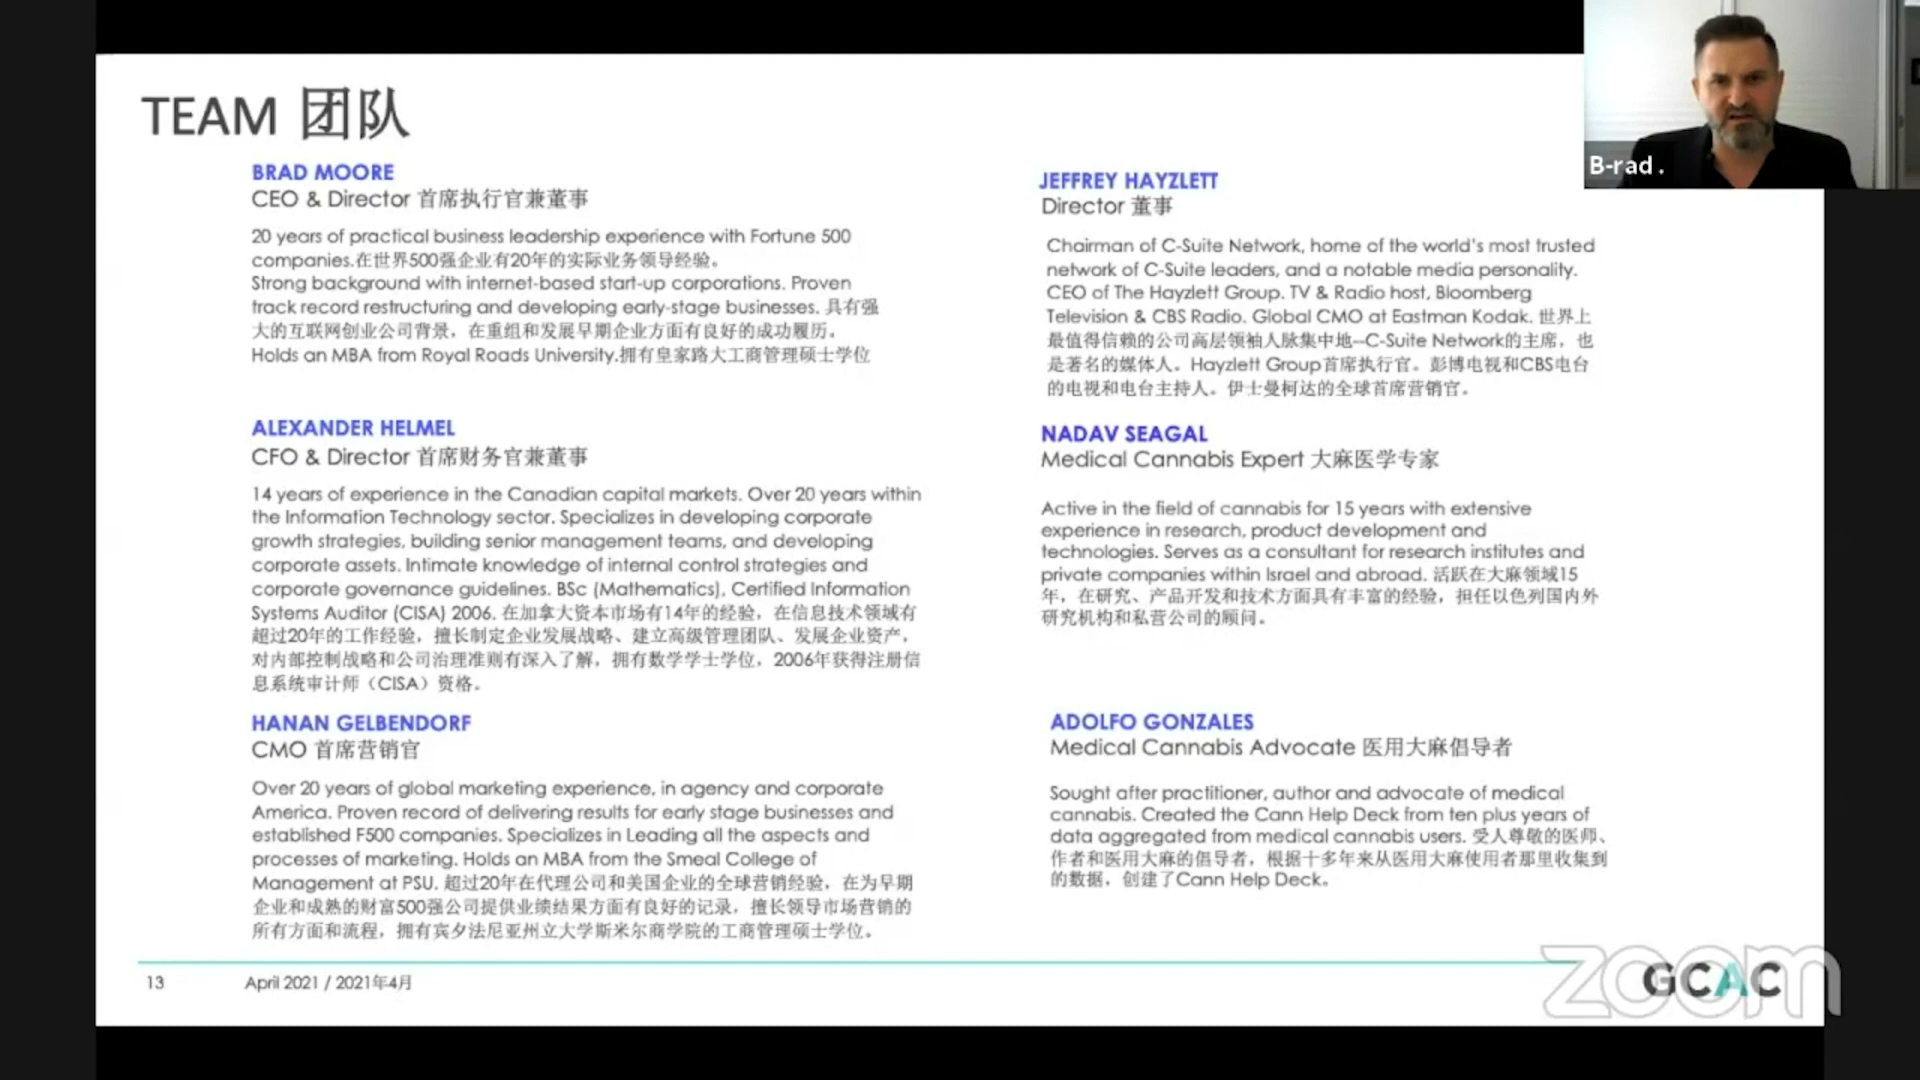 TEAM 团队
BRAD MOORE
CEO & Director 首席执行官兼董事
20 years of practical business leadership experience with Fortune 500
companies.在世界500强企业有20年的实际业务领导经验。
Strong background with internet-based start-up corporations. Proven
track record restructuring and developing early-stage businesses. 具有强
大的互联网创业公司背景，在重组和发展早期企业方面有良好的成功履历，
Holds an MBA from Royal Roads University.拥有皇家路大工商管理硕士学位
ALEXANDER HELMEL
CFO & Director 首席财务官兼董事
14 years of experience in the Canadian capital markets. Over 20 years within
the Information Technology sector. Specializes in developing corporate
growth strategies, building senior management teams, and developing
corporate assets. Intimate knowledge of internal control strategies and
corporate governance guidelines. BSc (Mathematics), Certified Information
Systems Auditor (CISA) 2006. 在加拿大资本市场有14年的经验，在信息技术领域有
超过20年的工作经验，擅长制定企业发展战略、建立高级管理团队、发展企业资产，
对内部控制战略和公司治理准则有深入了解，拥有数学学士学位，2006年获得注册信
息系统审计师（CISA）资格。
HANAN GELBENDORF
CMO 首席营销官
Over 20 years of global marketing experience, in agency and corporate
America. Proven record of delivering results for early stage businesses and
established F500 companies. Specializes in Leading all the aspects and
processes of marketing. Holds an MBA from the Smeal College of
Management at PSU. 超过20年在代理公司和美国企业的全球营销经验，在为早期
企业和成熟的财富500强公司提供业绩结果方面有良好的记录，擅长领导市场营销的
所有方面和流程，拥有宾夕法尼亚州立大学斯米尔商学院的工商管理硕士学位。
JEFFREY HAYZLETT
Director 董事
Chairman of C-Suite Network, home of the world's most trusted
network of C-Suite leaders, and a notable media personality.
CEO of The Hayzlett Group. TV & Radio host, Bloomberg
Television & CBS Radio. Global CMO at Eastman Kodak. 世界上
最值得信赖的公司高层领袖人脉集中地--C-Suite Network的主席，也
是著名的媒体人。Hayzlett Group首席执行官。彭博电视和CBS电台
的电视和电台主持人。伊士曼柯达的全球首席营销官。
NADAV SEAGAL
Medical Cannabis Expert 大麻医学专家
Active in the field of cannabis for 15 years with extensive
experience in research, product development and
technologies. Serves as a consultant for research institutes and
private companies within Israel and abroad. 活跃在大麻领域15
年，在研究、产品开发和技术方面具有丰富的经验，担任以色列国内外
研究机构和私营公司的顾问。
ADOLFO GONZALES
Medical Cannabis Advocate 医用大麻倡导者
Sought after practitioner, author and advocate of medical
cannabis. Created the Cann Help Deck from ten plus years of
data aggregated from medical cannabis users. 受人尊敬的医师、
作者和医用大麻的倡导者，根据十多年来从医用大麻使用者那里收集到
的数据，创建了Cann Help Deck。
13
April 2021 / 2021年4月
GCAC
zoom
B-rad .